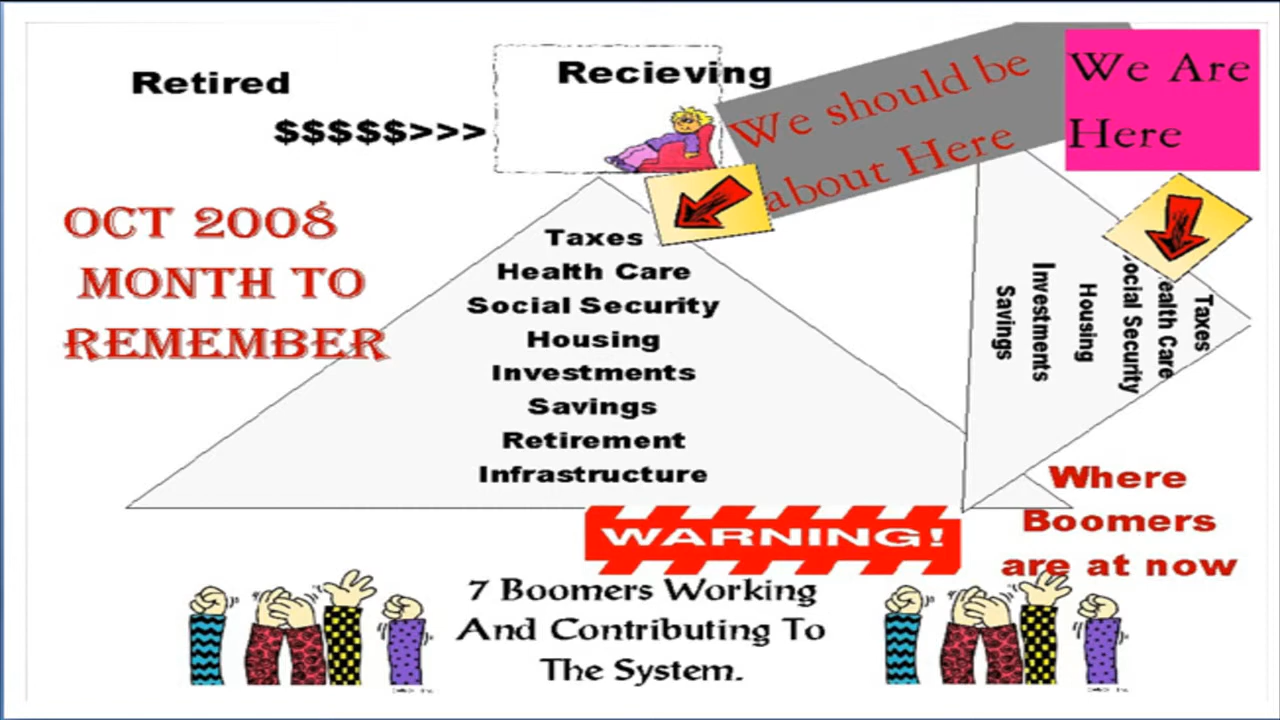 Retired
Recieving
$$$$$>>>
We should be
about Here
We Are
Here
OCT 2008
MONTH TO
REMEMBER
Taxes
Health Care
Social Security
Housing
Investments
Savings
Retirement
Infrastructure
Savings
Investments
Housing
ocial Security
ealth Care
Taxes
Where
Boomers
are at now
WARNING!
7 Boomers Working
And Contributing To
The System.